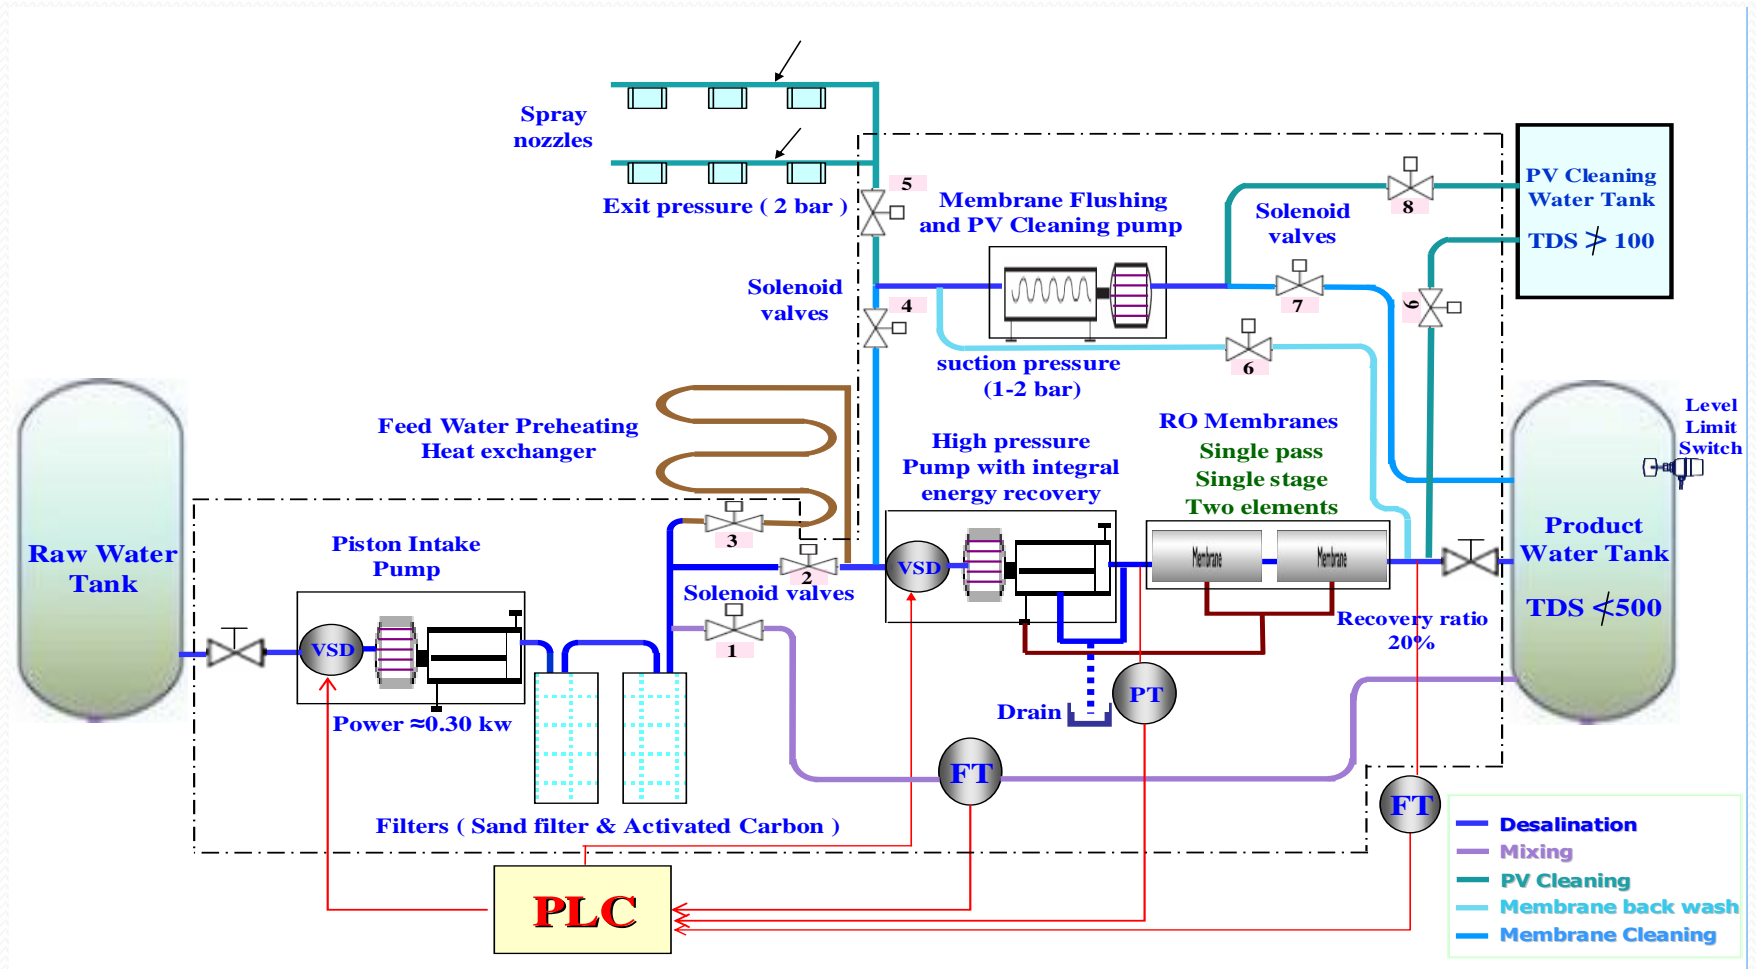 Spray
nozzles
Exit pressure ( 2 bar )
5
Membrane Flushing
and PV Cleaning pump
Solenoid
valves
8
PV Cleaning
Water Tank
TDS ≯ 100
Solenoid
valves
4
7
6
suction pressure
(1-2 bar)
6
Level
Limit
Switch
Feed Water Preheating
Heat exchanger
High pressure
Pump with integral
energy recovery
RO Membranes
Single pass
Single stage
Two elements
Raw Water
Tank
Piston Intake
Pump
3
2
Solenoid valves
1
VSD
Membrane
Membrane
Product
Water Tank
TDS ≮500
Recovery ratio
20%
VSD
Power ≈0.30 kw
Drain
PT
FT
FT
Filters ( Sand filter & Activated Carbon )
PLC
Desalination
Mixing
PV Cleaning
Membrane back wash
Membrane Cleaning